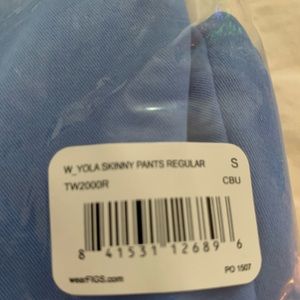 W_YOLA SKINNY PANTS REGULAR S
TW2000R CBU
8 41531 12689 6
wearFIGS.com PO 1507